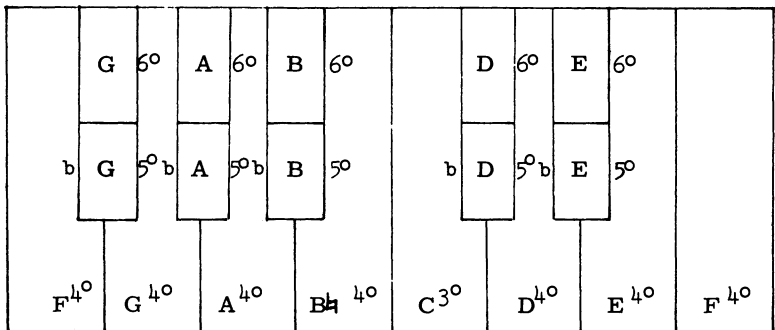 G 6° A 6° B 6° D 6° E 6°
b G 5° b A 5° b B 5° b D 5° b E 5°
F 4° G 4° A 4° B♮ 4° C 3° D 4° E 4° F 4°